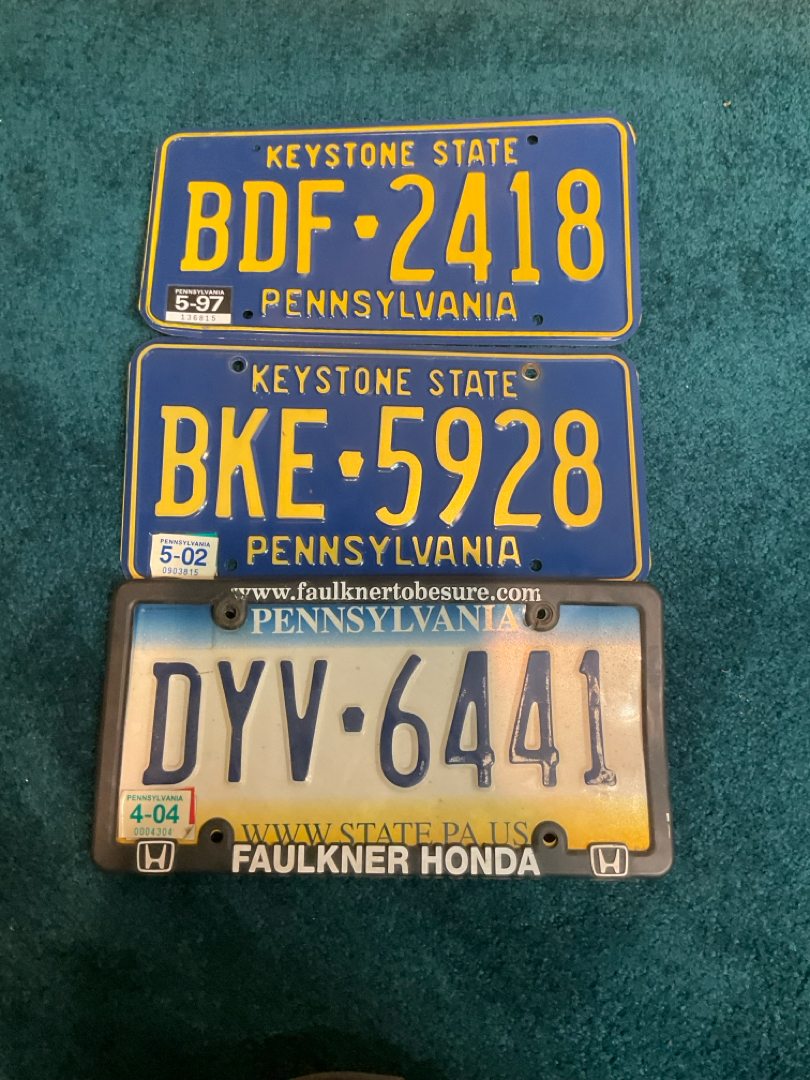 KEYSTONE STATE
BDF 2418
PENNSYLVANIA
5-97
136815
PENNSYLVANIA
KEYSTONE STATE
BKE 5928
PENNSYLVANIA
5-02
0903815
PENNSYLVANIA
www.faulknertobesure.com
PENNSYLVANIA
DYV 6441
PENNSYLVANIA
4-04
0004304
WWW.STATE.PA.US
FAULKNER HONDA